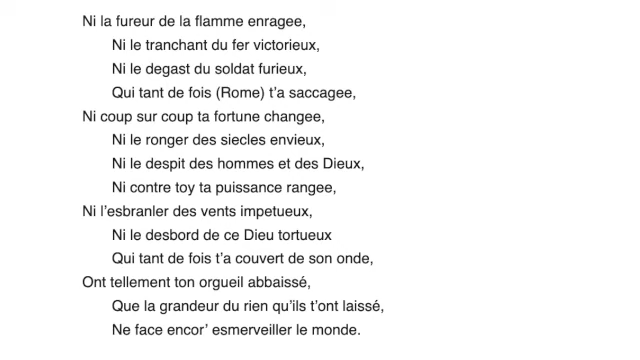 Ni la fureur de la flamme enragee,
Ni le tranchant du fer victorieux,
Ni le degast du soldat furieux,
Qui tant de fois (Rome) t’a saccagee,
Ni coup sur coup ta fortune changee,
Ni le ronger des siecles envieux,
Ni le despit des hommes et des Dieux,
Ni contre toy ta puissance rangee,
Ni l’esbranler des vents impetueux,
Ni le desbord de ce Dieu tortueux
Qui tant de fois t’a couvert de son onde,
Ont tellement ton orgueil abbaissé,
Que la grandeur du rien qu’ils t’ont laissé,
Ne face encor’ esmerveiller le monde.